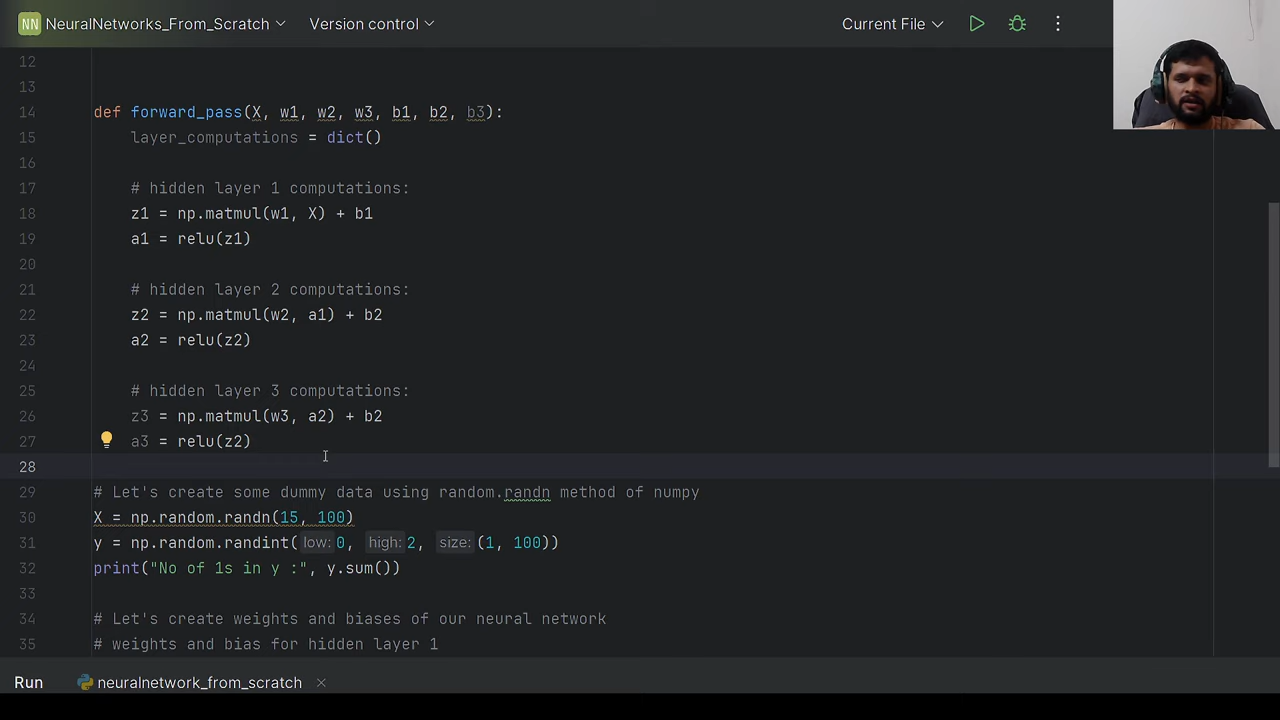 NN NeuralNetworks_From_Scratch Version control Current File
12
13
14 def forward_pass(X, w1, w2, w3, b1, b2, b3):
15 layer_computations = dict()
16
17 # hidden layer 1 computations:
18 z1 = np.matmul(w1, X) + b1
19 a1 = relu(z1)
20
21 # hidden layer 2 computations:
22 z2 = np.matmul(w2, a1) + b2
23 a2 = relu(z2)
24
25 # hidden layer 3 computations:
26 z3 = np.matmul(w3, a2) + b2
27 a3 = relu(z2)
28
29 # Let's create some dummy data using random.randn method of numpy
30 X = np.random.randn(15, 100)
31 y = np.random.randint( low: 0, high: 2, size: (1, 100))
32 print("No of 1s in y :", y.sum())
33
34 # Let's create weights and biases of our neural network
35 # weights and bias for hidden layer 1
Run neuralnetwork_from_scratch